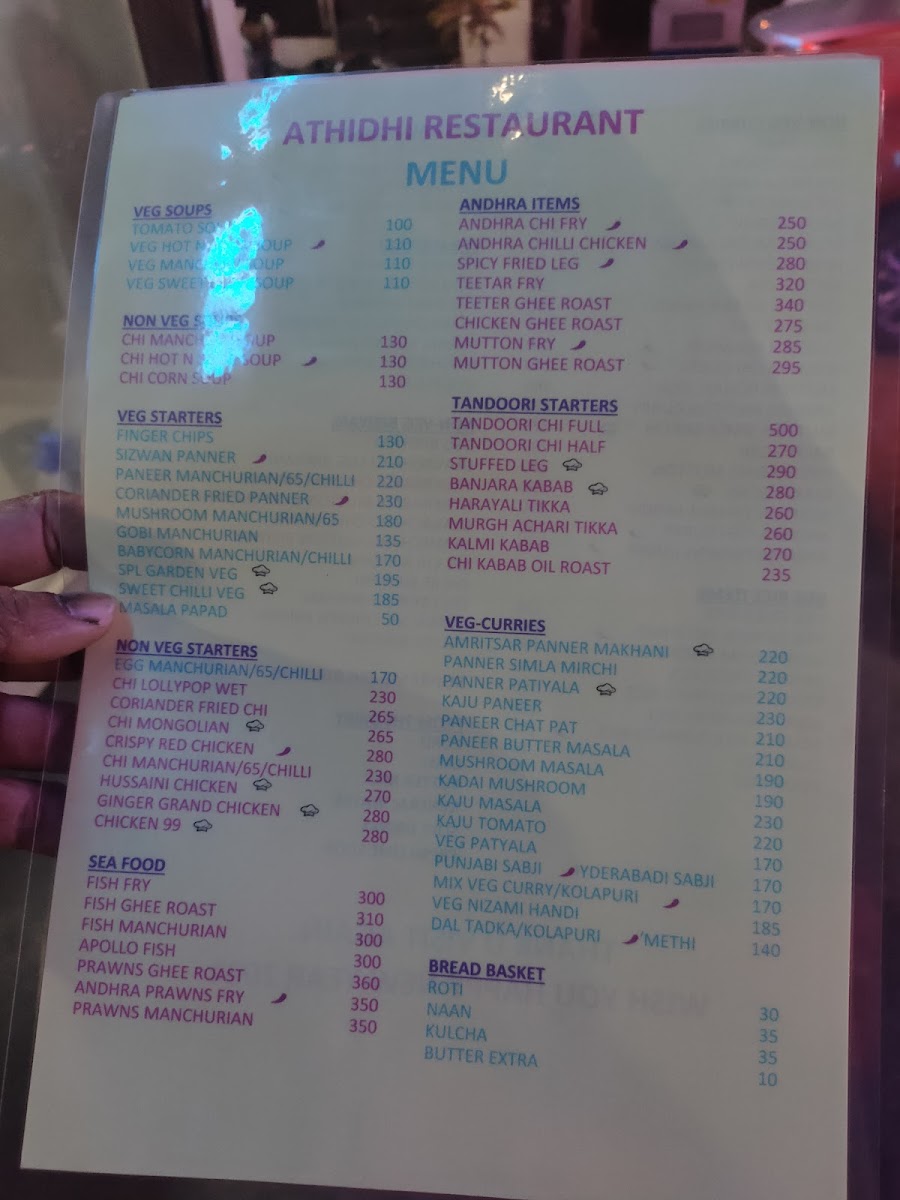 ATHIDHI RESTAURANT
MENU
VEG SOUPS
TOMATO 100
VEG HOT SOUP 110
VEG 110
VEG SWEET SOUP 110
NON VEG
CHI 130
CHI HOT N SOUP 130
CHI CORN SOUP 130
VEG STARTERS
FINGER CHIPS 130
SIZWAN PANNER 210
PANEER MANCHURIAN/65/CHILLI 220
CORIANDER FRIED PANNER 230
MUSHROOM MANCHURIAN/65 180
GOBI MANCHURIAN 135
BABYCORN MANCHURIAN/CHILLI 170
SPL GARDEN VEG 195
SWEET CHILLI VEG 185
MASALA PAPAD 50
NON VEG STARTERS
EGG MANCHURIAN/65/CHILLI 170
CHI LOLLYPOP WET 230
CORIANDER FRIED CHI 265
CHI MONGOLIAN 265
CRISPY RED CHICKEN 280
CHI MANCHURIAN/65/CHILLI 230
HUSSAINI CHICKEN 270
GINGER GRAND CHICKEN 280
CHICKEN 99 280
SEA FOOD
FISH FRY 300
FISH GHEE ROAST 310
FISH MANCHURIAN 300
APOLLO FISH 300
PRAWNS GHEE ROAST 360
ANDHRA PRAWNS FRY 350
PRAWNS MANCHURIAN 350
ANDHRA ITEMS
ANDHRA CHI FRY 250
ANDHRA CHILLI CHICKEN 250
SPICY FRIED LEG 280
TEETAR FRY 320
TEETER GHEE ROAST 340
CHICKEN GHEE ROAST 275
MUTTON FRY 285
MUTTON GHEE ROAST 295
TANDOORI STARTERS
TANDOORI CHI FULL 500
TANDOORI CHI HALF 270
STUFFED LEG 290
BANJARA KABAB 280
HARAYALI TIKKA 260
MURGH ACHARI TIKKA 260
KALMI KABAB 270
CHI KABAB OIL ROAST 235
VEG-CURRIES
AMRITSAR PANNER MAKHANI 220
PANNER SIMLA MIRCHI 220
PANNER PATIYALA 220
KAJU PANEER 230
PANEER CHAT PAT 210
PANEER BUTTER MASALA 210
MUSHROOM MASALA 190
KADAI MUSHROOM 190
KAJU MASALA 230
KAJU TOMATO 220
VEG PATYALA 170
PUNJABI SABJI YDERABADI SABJI 170
MIX VEG CURRY/KOLAPURI 170
VEG NIZAMI HANDI 185
DAL TADKA/KOLAPURI METHI 140
BREAD BASKET
ROTI 30
NAAN 35
KULCHA 35
BUTTER EXTRA 10